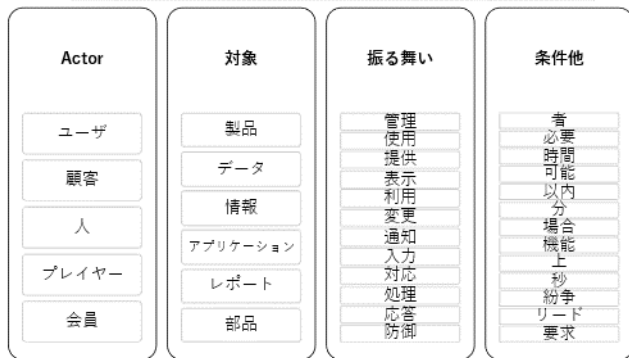 Actor
ユーザ
顧客
人
プレイヤー
会員
対象
製品
データ
情報
アプリケーション
レポート
部品
振る舞い
管理
使用
提供
表示
利用
変更
通知
入力
対応
処理
応答
防御
条件他
者
必要
時間
可能
以内
分
場合
機能
上
秒
紛争
リード
要求